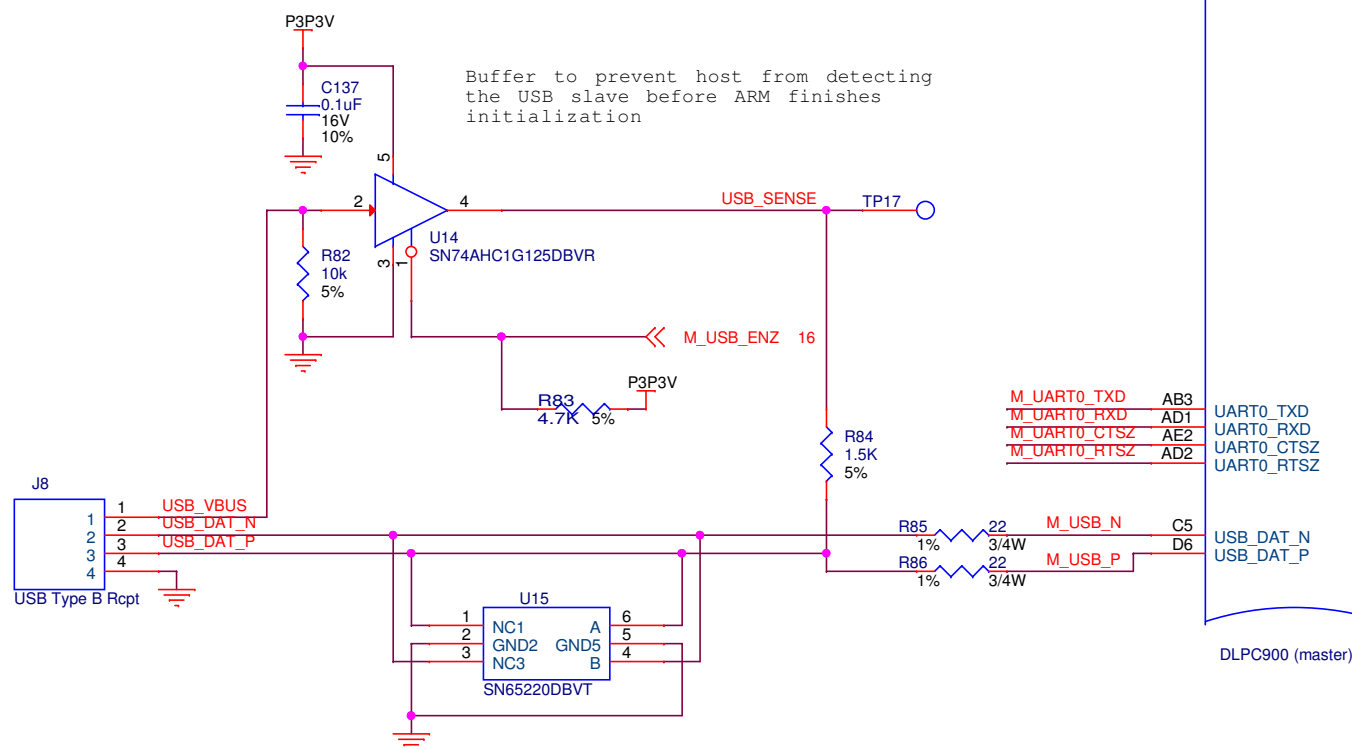 P3P3V
C137
0.1uF
16V
10%
Buffer to prevent host from detecting
the USB slave before ARM finishes
initialization
5
2
4
USB_SENSE
TP17
U14
SN74AHC1G125DBVR
3
1
R82
10k
5%
M_USB_ENZ 16
P3P3V
R83
4.7K 5%
R84
1.5K
5%
M_UART0_TXD AB3 UART0_TXD
M_UART0_RXD AD1 UART0_RXD
M_UART0_CTSZ AE2 UART0_CTSZ
M_UART0_RTSZ AD2 UART0_RTSZ
J8
1 1 USB_VBUS
2 2 USB_DAT_N
3 3 USB_DAT_P
4 4
USB Type B Rcpt
R85 22 M_USB_N C5 USB_DAT_N
1% 3/4W
R86 22 M_USB_P D6 USB_DAT_P
1% 3/4W
U15
1 NC1 A 6
2 GND2 GND5 5
3 NC3 B 4
SN65220DBVT
DLPC900 (master)